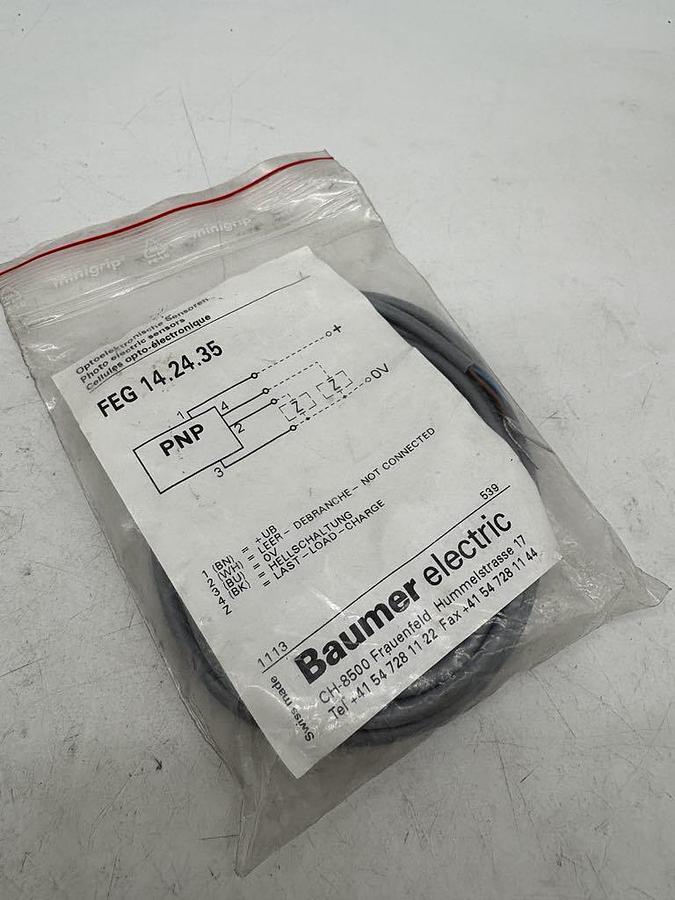 minigrip
minigrip
Optoelektronische Sensoren
Photo electric sensors
Cellules opto-électronique
FEG 14.24.35
+
1
4
PNP
2
Z
Z
0V
3
1 (BN) = +UB
2 (WH) = LEER – DEBRANCHE – NOT CONNECTED
3 (BU) = 0V
4 (BK) = HELLSCHALTUNG
Z = LAST – LOAD – CHARGE
1113
539
Swiss made
Baumer electric
CH-8500 Frauenfeld Hummelstrasse 17
Tel +41 54 728 11 22 Fax +41 54 728 11 44